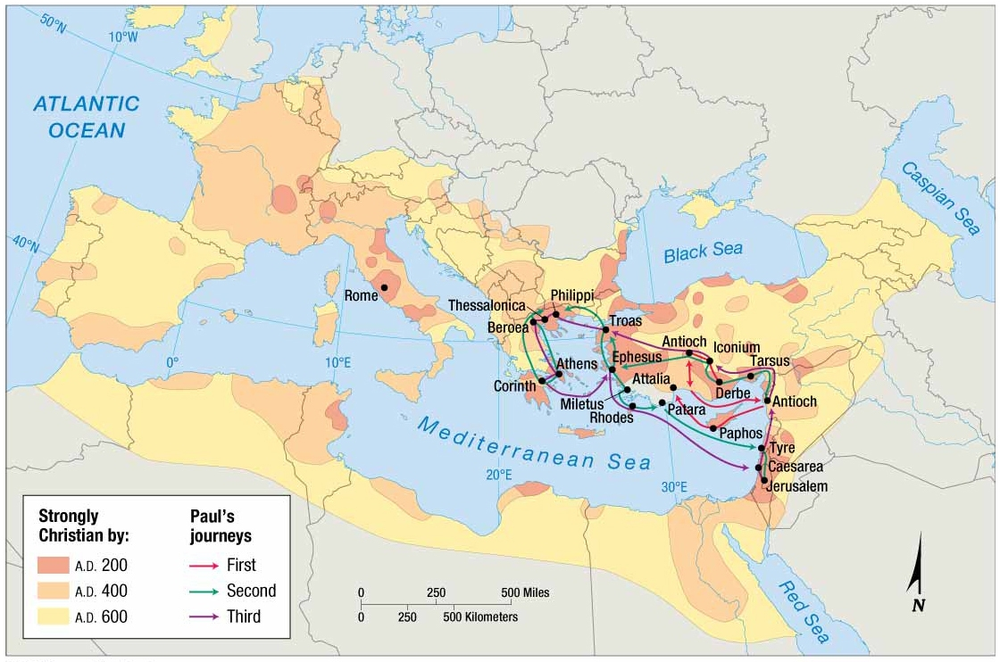 50°N
10°W
ATLANTIC
OCEAN
40°N
0°
10°E
Caspian Sea
Black Sea
Rome
Philippi
Thessalonica
Beroea
Troas
Antioch
Iconium
Tarsus
Ephesus
Athens
Attalia
Corinth
Derbe
Antioch
Miletus
Patara
Rhodes
Paphos
Mediterranean Sea
Tyre
Caesarea
Jerusalem
20°E
30°E
Red Sea
Strongly
Christian by:
A.D. 200
A.D. 400
A.D. 600
Paul's
journeys
First
Second
Third
0 250 500 Miles
0 250 500 Kilometers
N